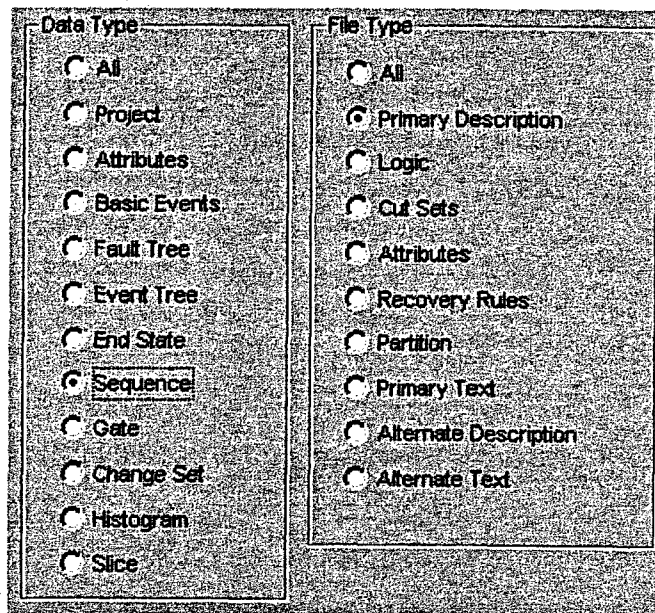 Data Type
All
Project
Attributes
Basic Events
Fault Tree
Event Tree
End State
Sequence
Gate
Change Set
Histogram
Slice
File Type
All
Primary Description
Logic
Cut Sets
Attributes
Recovery Rules
Partition
Primary Text
Alternate Description
Alternate Text